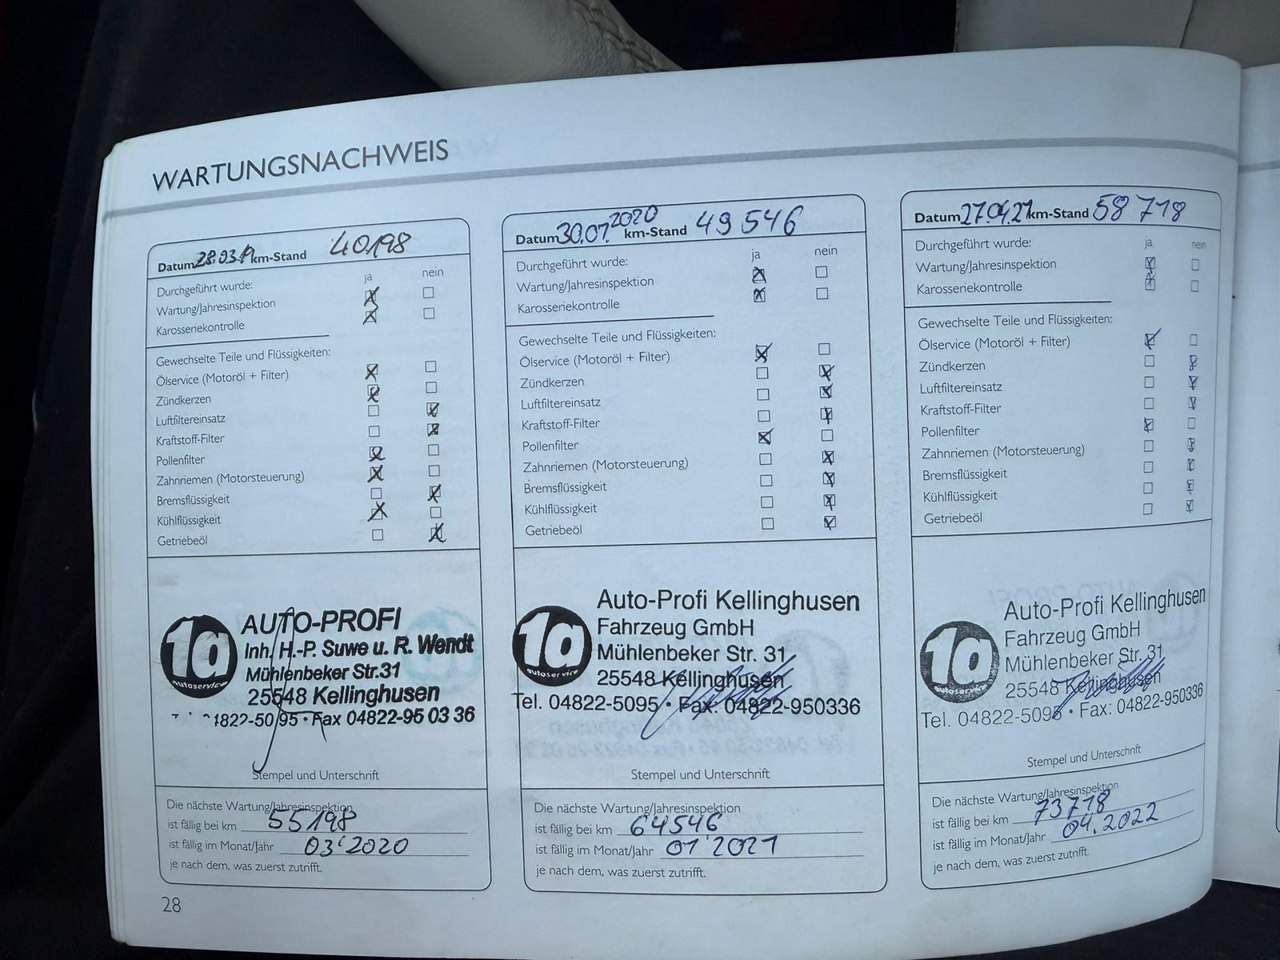 WARTUNGSNACHWEIS
Datum 28.03.19 km-Stand 40198
ja nein
Durchgeführt wurde:
Wartung/Jahresinspektion
Karosseriekontrolle
Gewechselte Teile und Flüssigkeiten:
Ölservice (Motoröl + Filter)
Zündkerzen
Luftfiltereinsatz
Kraftstoff-Filter
Pollenfilter
Zahnriemen (Motorsteuerung)
Bremsflüssigkeit
Kühlflüssigkeit
Getriebeöl
1a autoservice
AUTO-PROFI
Inh. H.-P. Suwe u. R. Wendt
Mühlenbeker Str.31
25548 Kellinghusen
4822-50 95 • Fax 04822-95 03 36
Stempel und Unterschrift
Die nächste Wartung/Jahresinspektion
ist fällig bei km 55198
ist fällig im Monat/Jahr 03'2020
je nach dem, was zuerst zutrifft.
Datum 30.07.2020 km-Stand 49546
ja nein
Durchgeführt wurde:
Wartung/Jahresinspektion
Karosseriekontrolle
Gewechselte Teile und Flüssigkeiten:
Ölservice (Motoröl + Filter)
Zündkerzen
Luftfiltereinsatz
Kraftstoff-Filter
Pollenfilter
Zahnriemen (Motorsteuerung)
Bremsflüssigkeit
Kühlflüssigkeit
Getriebeöl
1a autoservice
Auto-Profi Kellinghusen
Fahrzeug GmbH
Mühlenbeker Str. 31
25548 Kellinghusen
Tel. 04822-5095 • Fax: 04822-950336
Stempel und Unterschrift
Die nächste Wartung/Jahresinspektion
ist fällig bei km 64546
ist fällig im Monat/Jahr 07'2021
je nach dem, was zuerst zutrifft.
Datum 27.04.21 km-Stand 58718
ja nein
Durchgeführt wurde:
Wartung/Jahresinspektion
Karosseriekontrolle
Gewechselte Teile und Flüssigkeiten:
Ölservice (Motoröl + Filter)
Zündkerzen
Luftfiltereinsatz
Kraftstoff-Filter
Pollenfilter
Zahnriemen (Motorsteuerung)
Bremsflüssigkeit
Kühlflüssigkeit
Getriebeöl
1a autoservice
Auto-Profi Kellinghusen
Fahrzeug GmbH
Mühlenbeker Str. 31
25548 Kellinghusen
Tel. 04822-5095 • Fax: 04822-950336
Stempel und Unterschrift
Die nächste Wartung/Jahresinspektion
ist fällig bei km 73718
ist fällig im Monat/Jahr 04.2022
je nach dem, was zuerst zutrifft.
28